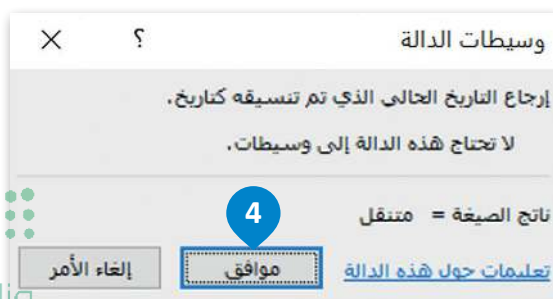 وسيطات الدالة ؟ ×
إرجاع التاريخ الحالي الذي تم تنسيقه كتاريخ.
لا تحتاج هذه الدالة إلى وسيطات.
ناتج الصيغة = متنقل
4
تعليمات حول هذه الدالة موافق إلغاء الأمر